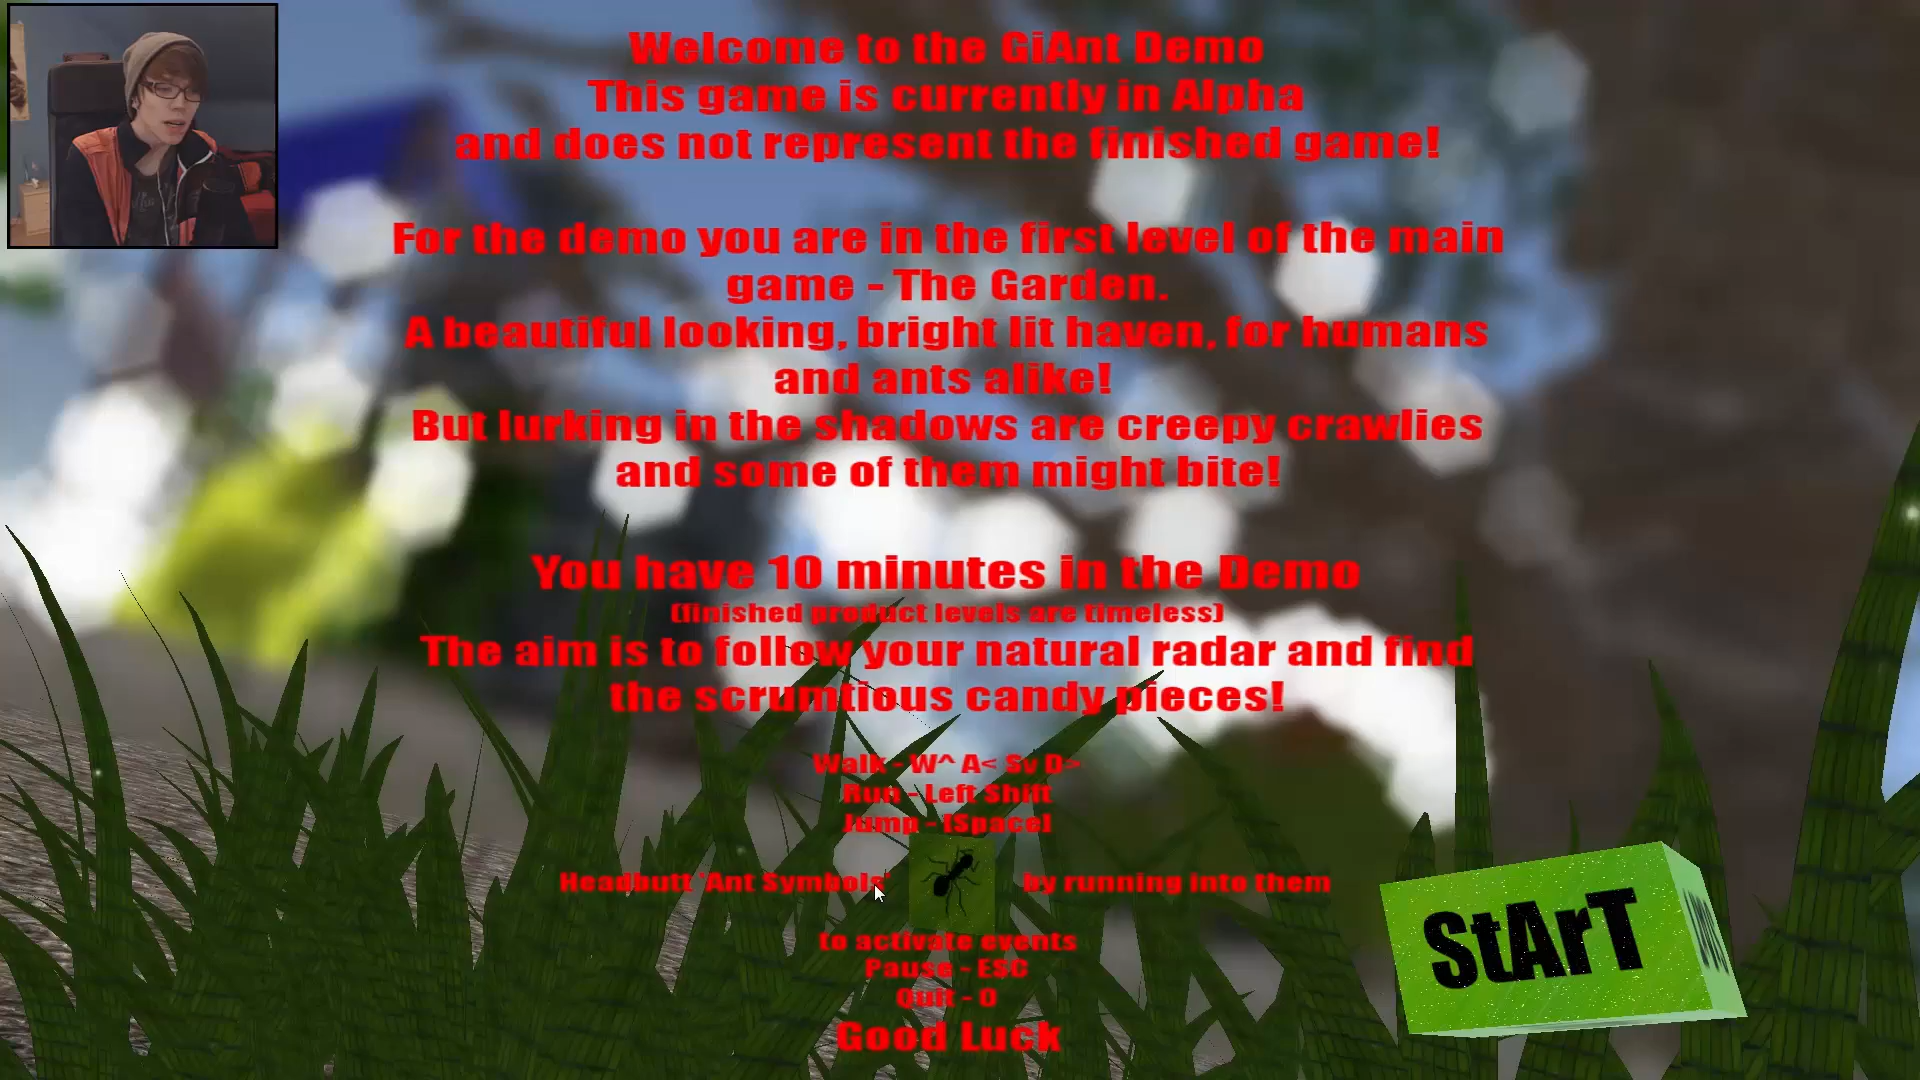 Welcome to the GiAnt Demo
This game is currently in Alpha
and does not represent the finished game!
For the demo you are in the first level of the main
game - The Garden.
A beautiful looking, bright lit haven, for humans
and ants alike!
But lurking in the shadows are creepy crawlies
and some of them might bite!
You have 10 minutes in the Demo
(finished product levels are timeless)
The aim is to follow your natural radar and find
the scrumtious candy pieces!
Walk - W^ A< Sv D>
Run - Left Shift
Jump - [Space]
Headbutt 'Ant Symbols' by running into them
to activate events
Pause - ESC
Quit - O
Good Luck
StArT